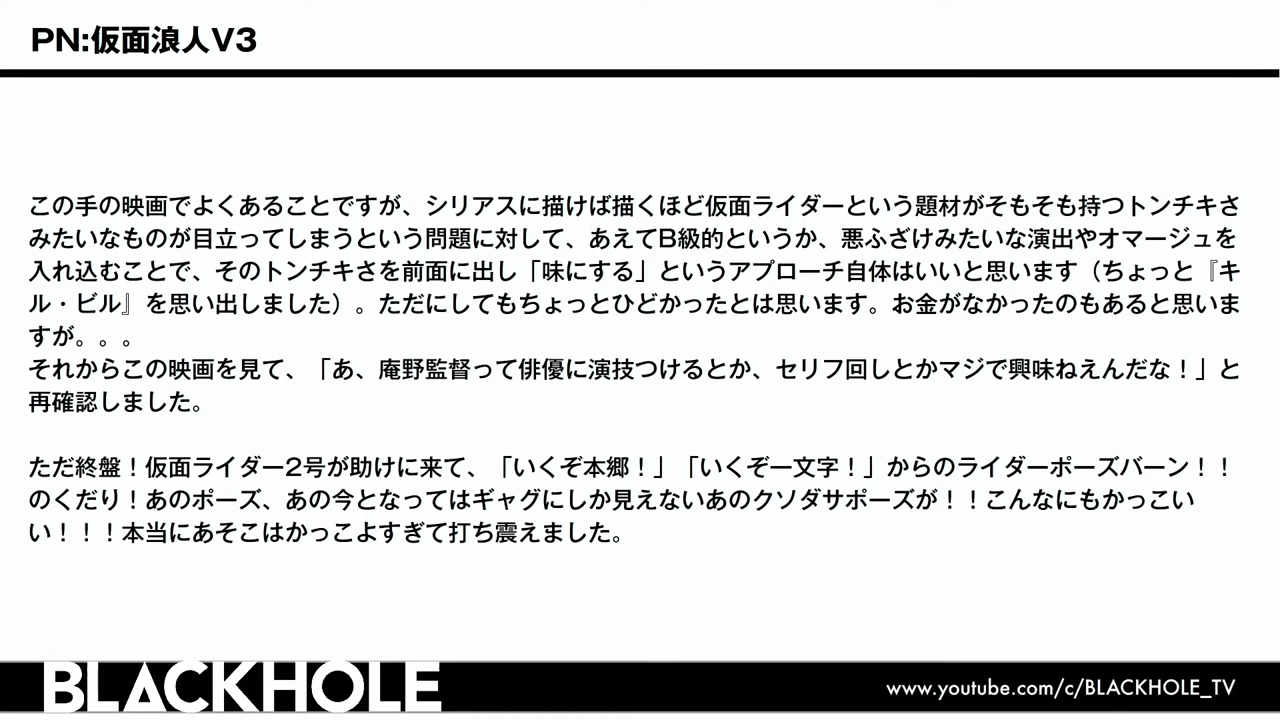 PN:仮面浪人V3
この手の映画でよくあることですが、シリアスに描けば描くほど仮面ライダーという題材がそもそも持つトンチキさ
みたいなものが目立ってしまうという問題に対して、あえてB級的というか、悪ふざけみたいな演出やオマージュを
入れ込むことで、そのトンチキさを前面に出し「味にする」というアプローチ自体はいいと思います（ちょっと『キ
ル・ビル』を思い出しました）。ただにしてもちょっとひどかったとは思います。お金がなかったのもあると思いま
すが。。。
それからこの映画を見て、「あ、庵野監督って俳優に演技つけるとか、セリフ回しとかマジで興味ねえんだな！」と
再確認しました。
ただ終盤！仮面ライダー2号が助けに来て、「いくぞ本郷！」「いくぞ一文字！」からのライダーポーズバーン！！
のくだり！あのポーズ、あの今となってはギャグにしか見えないあのクソダサポーズが！！こんなにもかっこい
い！！！本当にあそこはかっこよすぎて打ち震えました。
BLACKHOLE
www.youtube.com/c/BLACKHOLE_TV